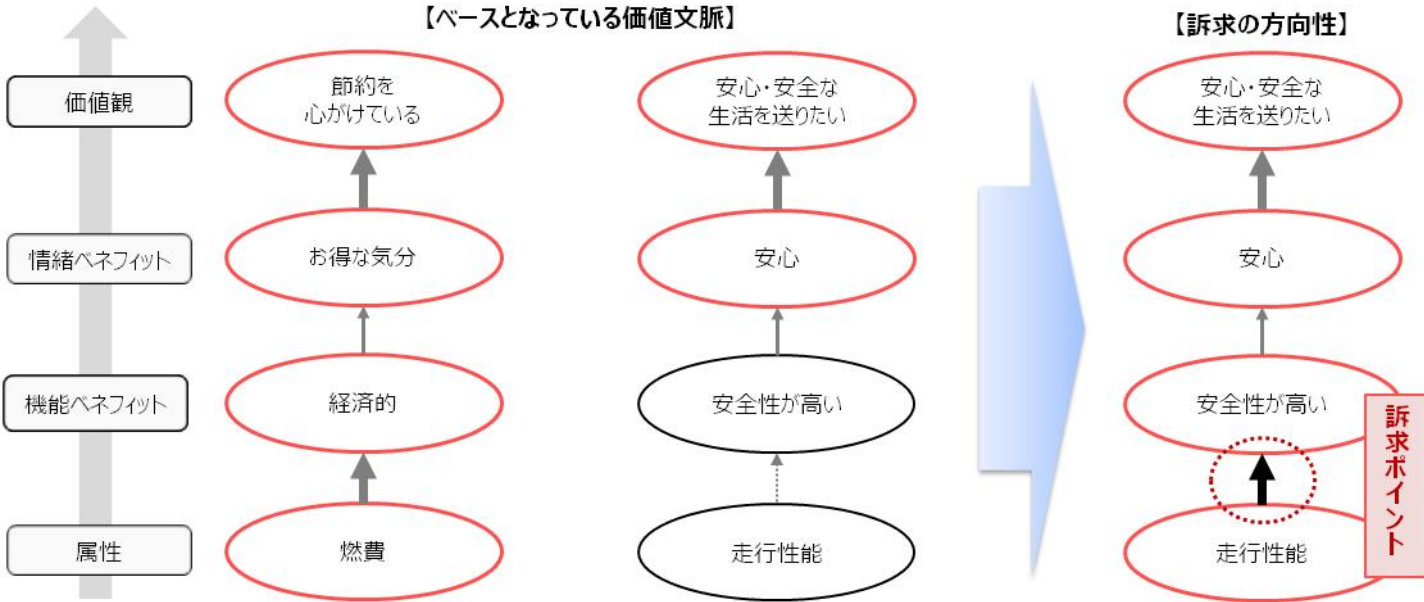 【ベースとなっている価値文脈】
【訴求の方向性】
価値観
節約を
心がけている
安心・安全な
生活を送りたい
安心・安全な
生活を送りたい
情緒ベネフィット
お得な気分
安心
安心
機能ベネフィット
経済的
安全性が高い
安全性が高い
訴求ポイント
属性
燃費
走行性能
走行性能